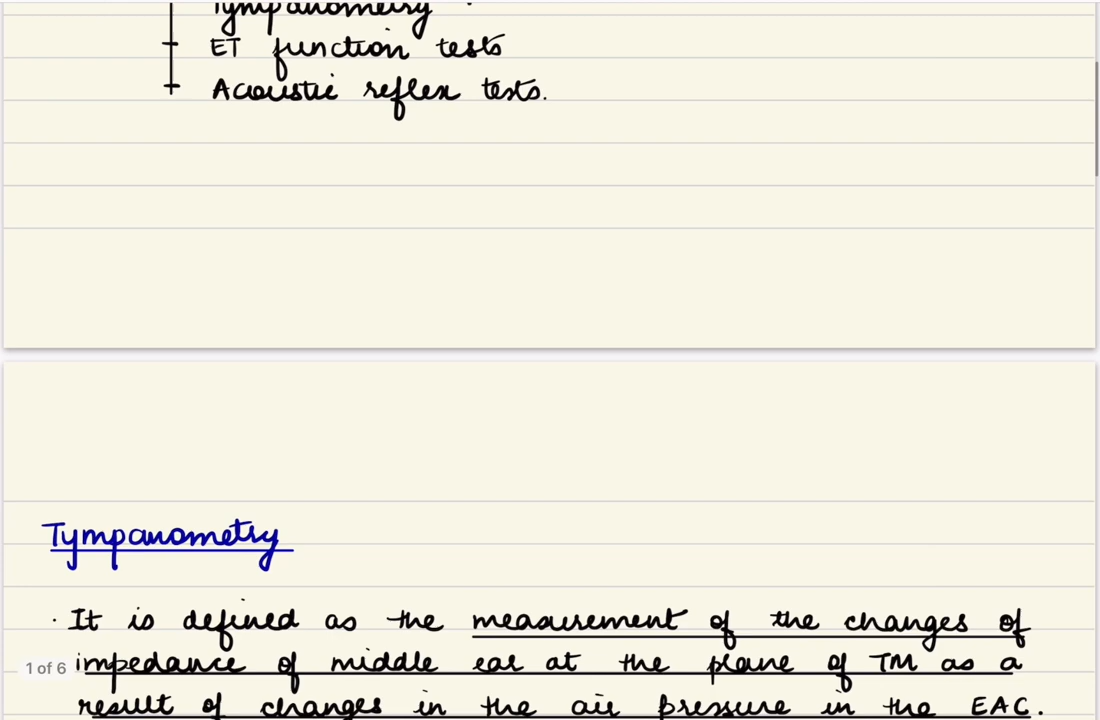 Tympanometry
ET function tests
Acoustic reflex tests.
Tympanometry
· It is defined as the measurement of the changes of
1 of 6 impedance of middle ear at the plane of TM as a
result of changes in the air pressure in the EAC.